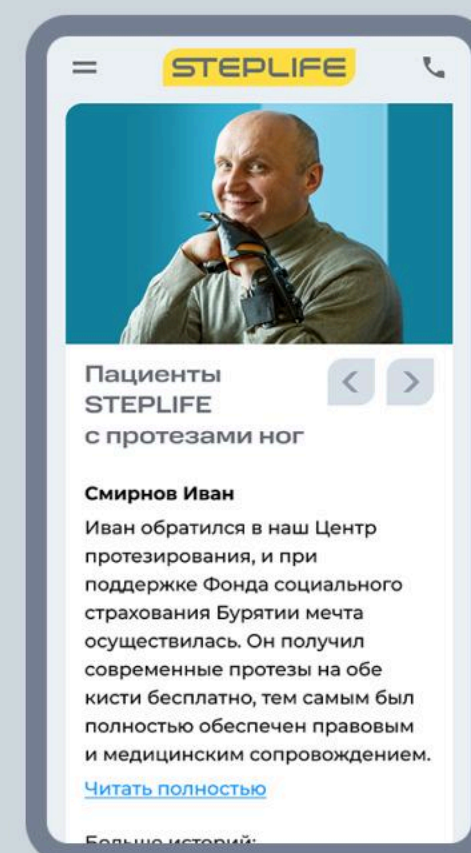 STEPLIFE
Пациенты
STEPLIFE
с протезами ног
Смирнов Иван
Иван обратился в наш Центр
протезирования, и при
поддержке Фонда социального
страхования Бурятии мечта
осуществилась. Он получил
современные протезы на обе
кисти бесплатно, тем самым был
полностью обеспечен правовым
и медицинским сопровождением.
Читать полностью
Больше историй: